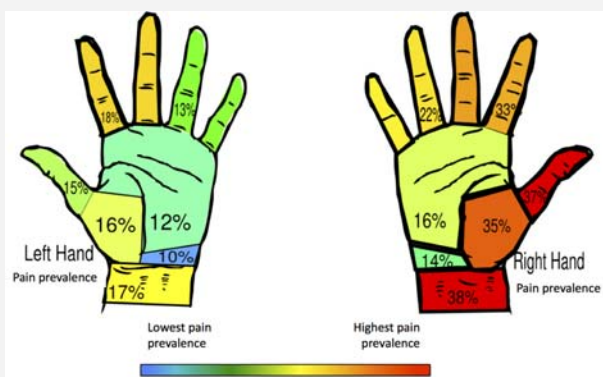 18%
13%
22%
33%
15%
37%
16%
12%
16%
35%
Left Hand
Pain prevalence
10%
14%
Right Hand
Pain prevalence
17%
38%
Lowest pain
prevalence
Highest pain
prevalence